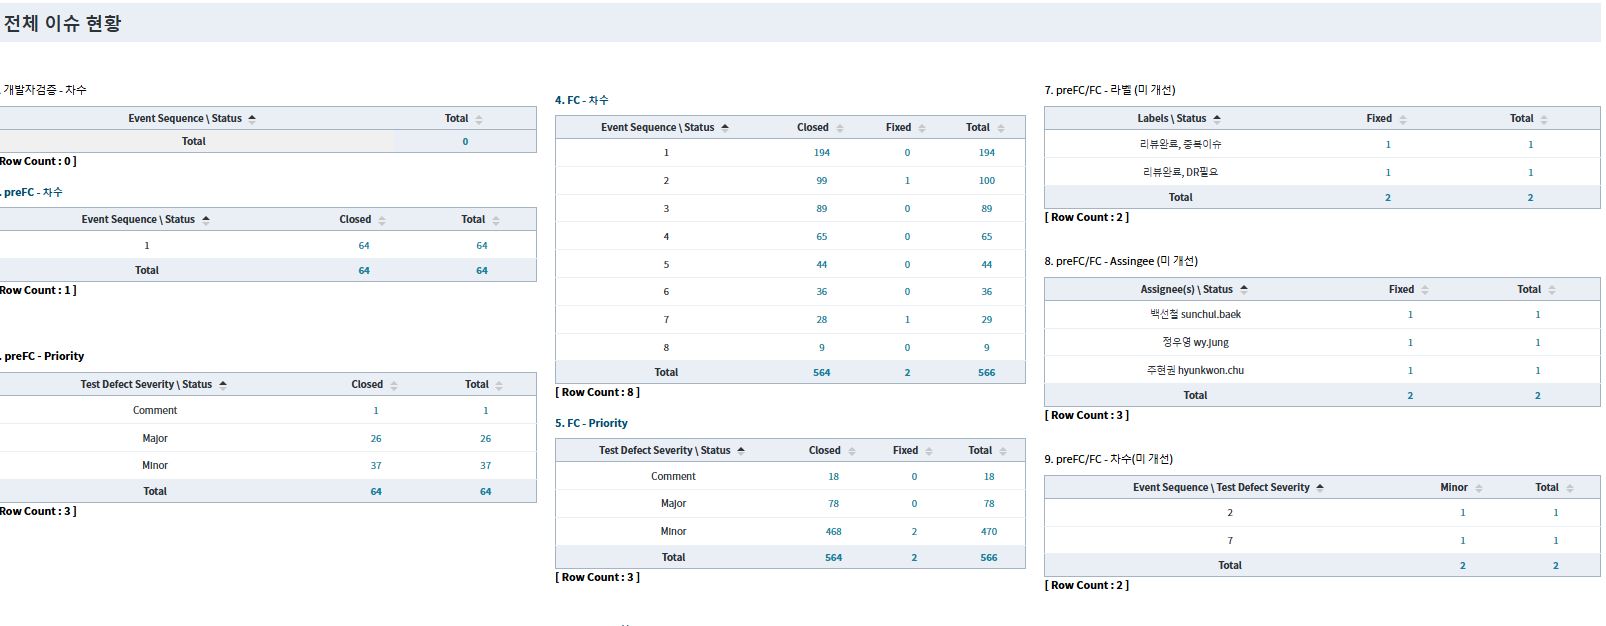 전체 이슈 현황
. 개발자검증 - 차수
Event Sequence \ Status Total
Total 0
Row Count : 0 ]
. preFC - 차수
Event Sequence \ Status Closed Total
1 64 64
Total 64 64
Row Count : 1 ]
. preFC - Priority
Test Defect Severity \ Status Closed Total
Comment 1 1
Major 26 26
Minor 37 37
Total 64 64
Row Count : 3 ]
4. FC - 차수
Event Sequence \ Status Closed Fixed Total
1 194 0 194
2 99 1 100
3 89 0 89
4 65 0 65
5 44 0 44
6 36 0 36
7 28 1 29
8 9 0 9
Total 564 2 566
[ Row Count : 8 ]
5. FC - Priority
Test Defect Severity \ Status Closed Fixed Total
Comment 18 0 18
Major 78 0 78
Minor 468 2 470
Total 564 2 566
[ Row Count : 3 ]
7. preFC/FC - 라벨 (미 개선)
Labels \ Status Fixed Total
리뷰완료, 중복이슈 1 1
리뷰완료, DR필요 1 1
Total 2 2
[ Row Count : 2 ]
8. preFC/FC - Assingee (미 개선)
Assignee(s) \ Status Fixed Total
백선철 sunchul.baek 1 1
정우영 wy.jung 1 1
주현권 hyunkwon.chu 1 1
Total 2 2
[ Row Count : 3 ]
9. preFC/FC - 차수(미 개선)
Event Sequence \ Test Defect Severity Minor Total
2 1 1
7 1 1
Total 2 2
[ Row Count : 2 ]